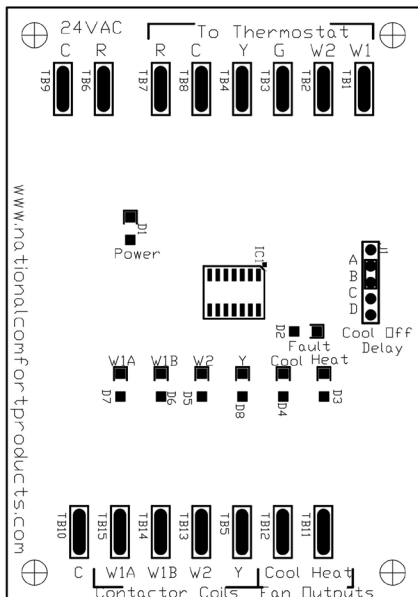 24VAC To Thermostat
C R R C Y G W2 W1
TB9 TB6 TB7 TB8 TB4 TB3 TB2 TB1
www.nationalcomfortproducts.com
D1
Power
IC1
J1
A
B
C
D
Cool Off
Delay
D2
Fault
W1A W1B W2 Y Cool Heat
D7 D6 D5 D8 D4 D3
TB10 TB15 TB14 TB13 TB5 TB12 TB11
C W1A W1B W2 Y Cool Heat
Contactor Coils Fan Outputs